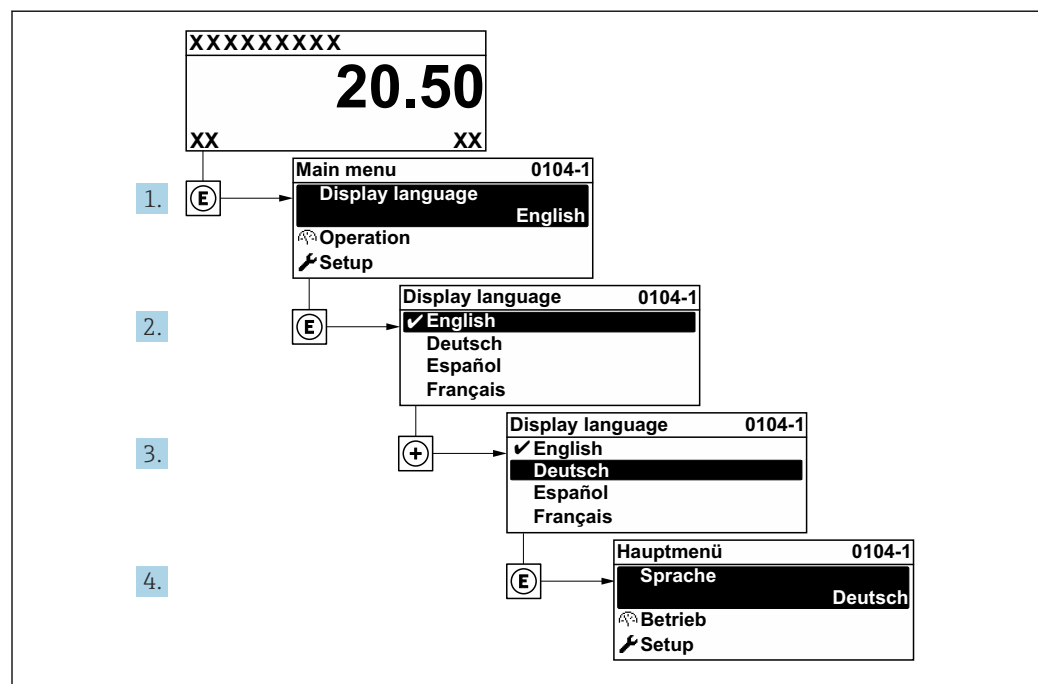 XXXXXXXXX
20.50
XX XX
1. E
Main menu 0104-1
Display language
English
Operation
Setup
2. E
Display language 0104-1
✔ English
Deutsch
Español
Français
3. +
Display language 0104-1
✔ English
Deutsch
Español
Français
4. E
Hauptmenü 0104-1
Sprache
Deutsch
Betrieb
Setup